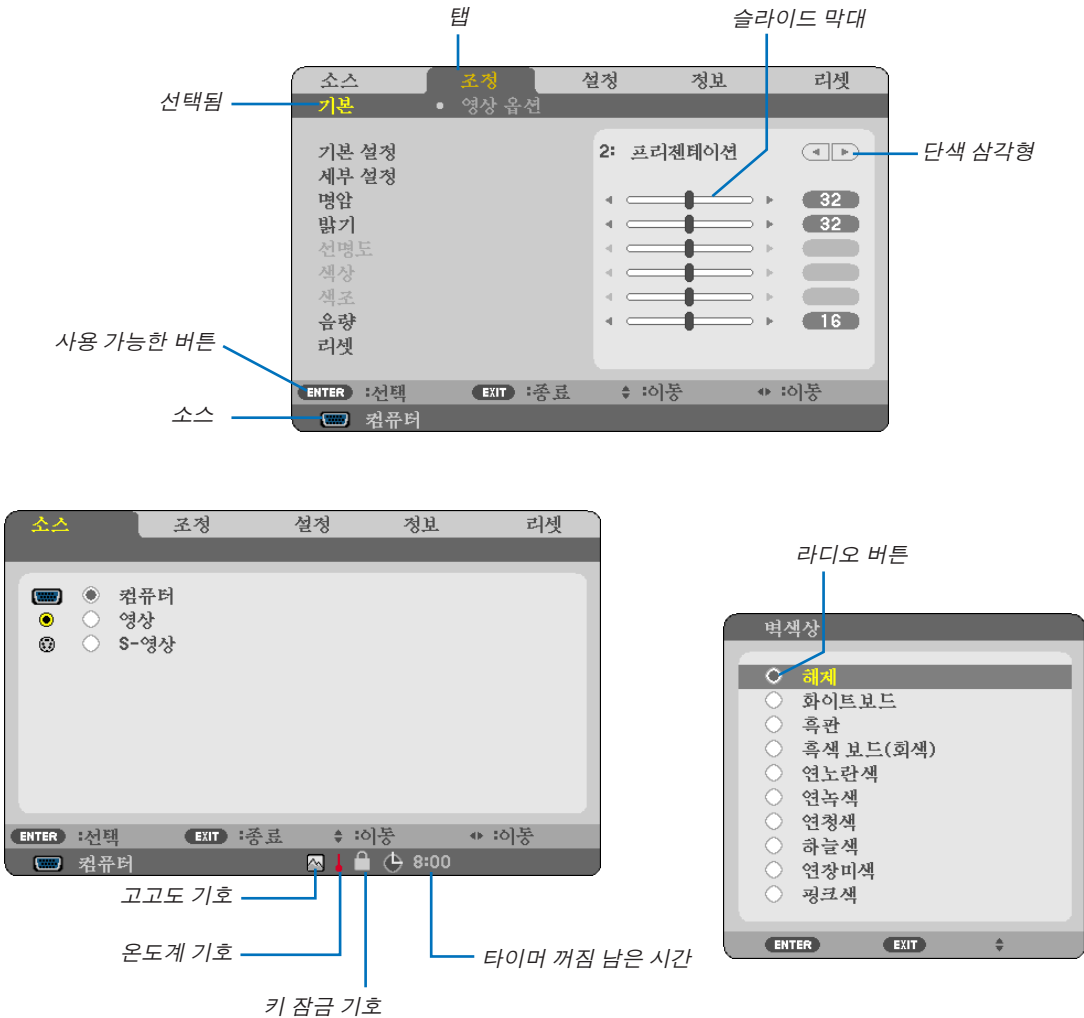 탭
슬라이드 막대
소스 조정 설정 정보 리셋
선택됨
기본 • 영상 옵션
기본 설정
2: 프리젠테이션
단색 삼각형
세부 설정
명암 32
밝기 32
선명도
색상
색조
음량 16
사용 가능한 버튼
리셋
ENTER :선택 EXIT :종료 :이동 :이동
소스
컴퓨터
소스 조정 설정 정보 리셋
컴퓨터
영상
S-영상
ENTER :선택 EXIT :종료 :이동 :이동
컴퓨터 8:00
고고도 기호
온도계 기호
타이머 꺼짐 남은 시간
키 잠금 기호
라디오 버튼
벽색상
해제
화이트보드
흑판
흑색 보드(회색)
연노란색
연녹색
연청색
하늘색
연장미색
핑크색
ENTER EXIT